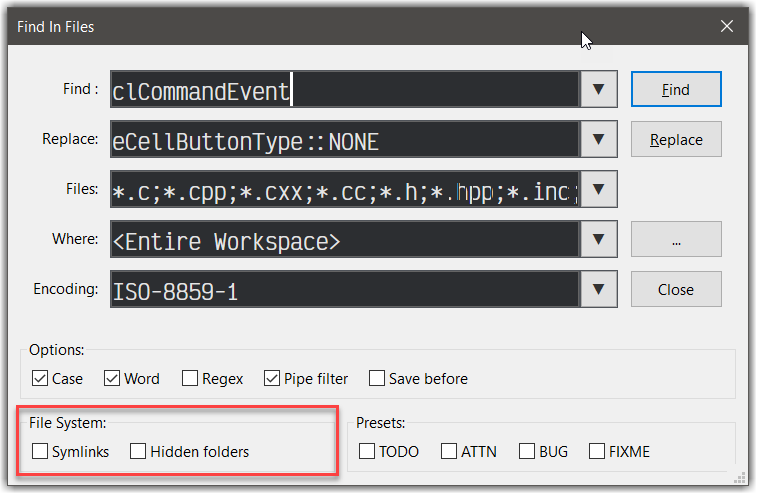 Find In Files
Find : clCommandEvent Find
Replace: eCellButtonType::NONE Replace
Files: *.c;*.cpp;*.cxx;*.cc;*.h;*.hpp;*.inc;
Where: <Entire Workspace> ...
Encoding: ISO-8859-1 Close
Options:
Case Word Regex Pipe filter Save before
File System: Presets:
Symlinks Hidden folders TODO ATTN BUG FIXME